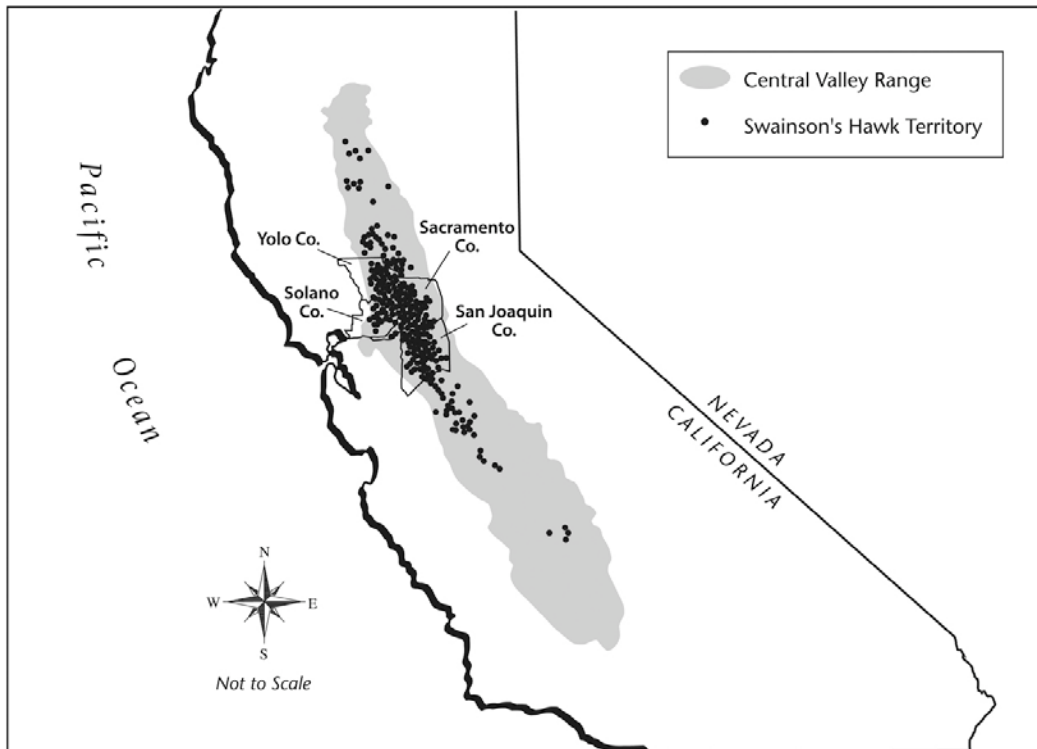 Central Valley Range
Swainson's Hawk Territory
Pacific
Ocean
Yolo Co.
Sacramento
Co.
Solano
Co.
San Joaquin
Co.
NEVADA
CALIFORNIA
N
W
E
S
Not to Scale